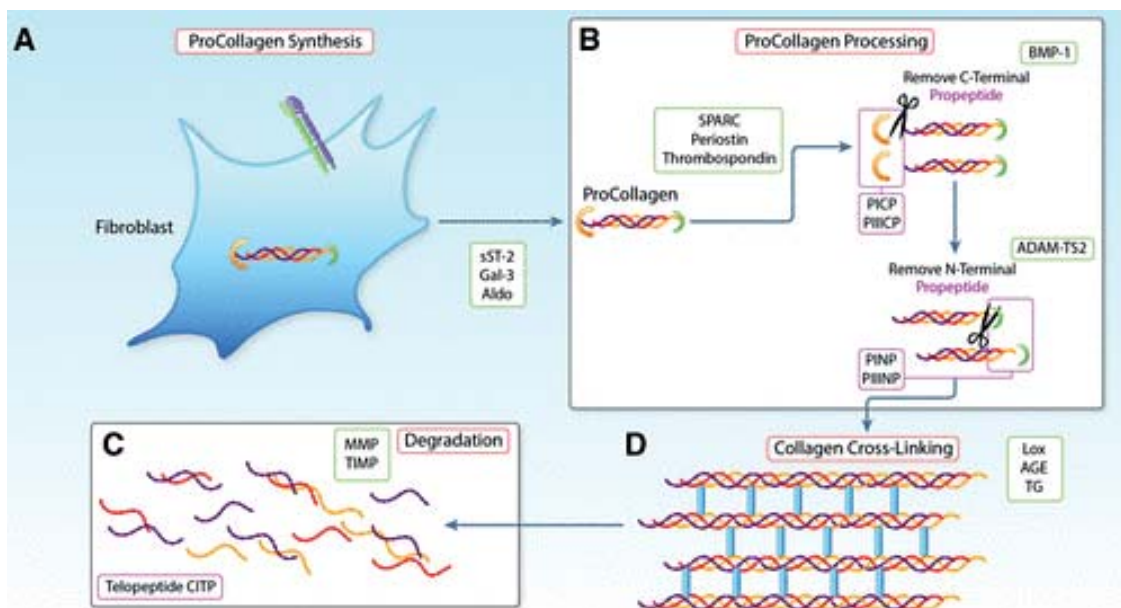 A
ProCollagen Synthesis
Fibroblast
sST-2
Gal-3
Aldo
B
ProCollagen Processing
BMP-1
Remove C-Terminal
Propeptide
SPARC
Periostin
Thrombospondin
ProCollagen
PICP
PIIICP
ADAM-TS2
Remove N-Terminal
Propeptide
PINP
PIIINP
C
MMP
TIMP
Degradation
Telopeptide CITP
D
Collagen Cross-Linking
Lox
AGE
TG